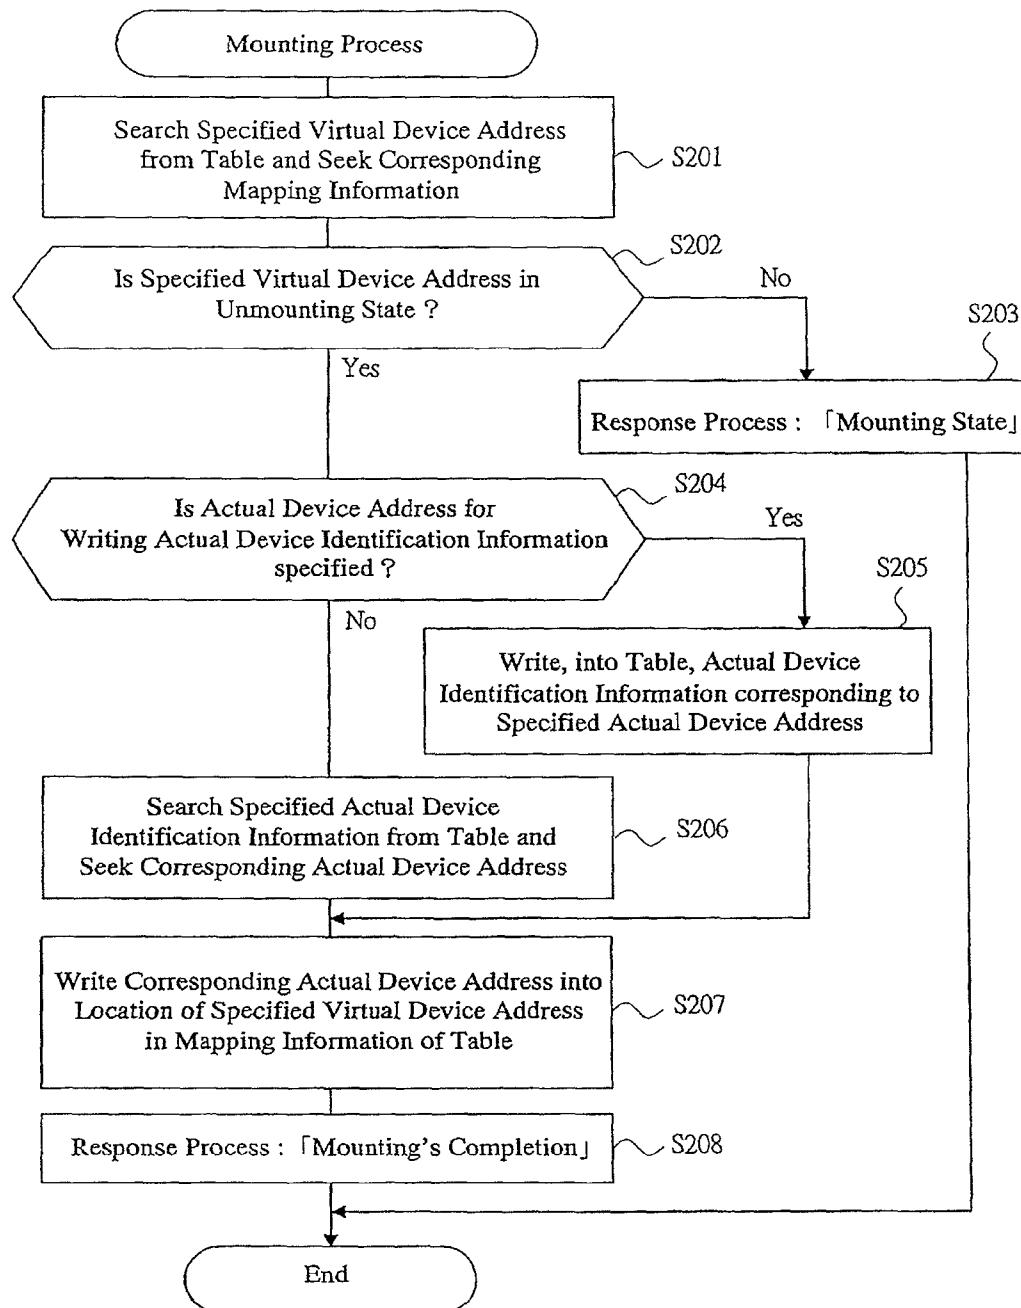 Mounting Process
Search Specified Virtual Device Address
from Table and Seek Corresponding
Mapping Information
S201
S202
Is Specified Virtual Device Address in
Unmounting State ?
No
Yes
S203
Response Process : 「Mounting State」
S204
Is Actual Device Address for
Writing Actual Device Identification Information
specified ?
Yes
No
S205
Write, into Table, Actual Device
Identification Information corresponding to
Specified Actual Device Address
Search Specified Actual Device
Identification Information from Table and
Seek Corresponding Actual Device Address
S206
Write Corresponding Actual Device Address into
Location of Specified Virtual Device Address
in Mapping Information of Table
S207
Response Process : 「Mounting's Completion」
S208
End